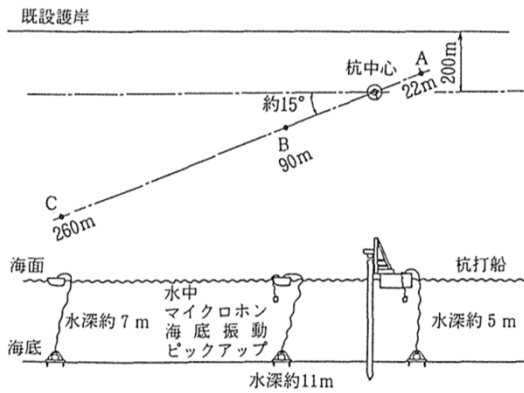 既設護岸
A
杭中心
200m
22m
約15°
B
90m
C
260m
海面
水中
マイクロホン
海底振動
ピックアップ
杭打船
水深約7m
水深約5m
海底
水深約11m